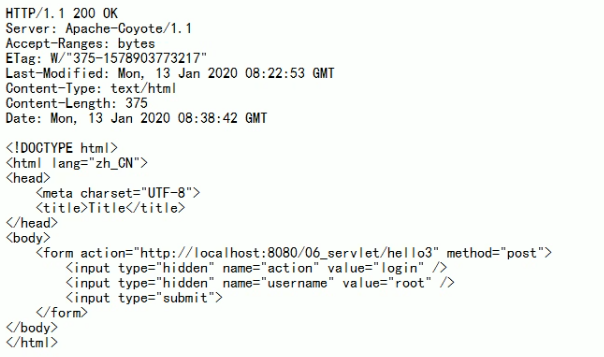 HTTP/1.1 200 OK
Server: Apache-Coyote/1.1
Accept-Ranges: bytes
ETag: W/"375-1578903773217"
Last-Modified: Mon, 13 Jan 2020 08:22:53 GMT
Content-Type: text/html
Content-Length: 375
Date: Mon, 13 Jan 2020 08:38:42 GMT

<!DOCTYPE html>
<html lang="zh_CN">
<head>
    <meta charset="UTF-8">
    <title>Title</title>
</head>
<body>
    <form action="http://localhost:8080/06_servlet/hello3" method="post">
        <input type="hidden" name="action" value="login" />
        <input type="hidden" name="username" value="root" />
        <input type="submit">
    </form>
</body>
</html>